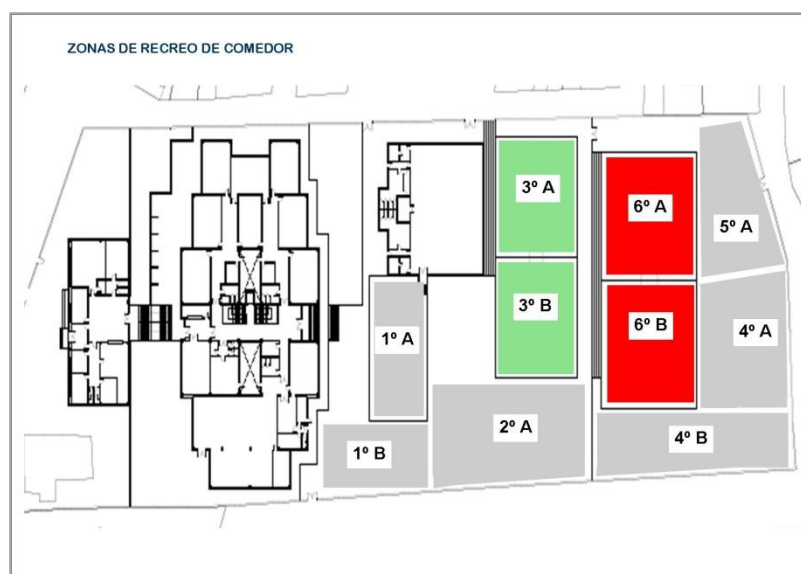 ZONAS DE RECREO DE COMEDOR
3º A
6º A
5º A
3º B
6º B
1º A
4º A
2º A
1º B
4º B